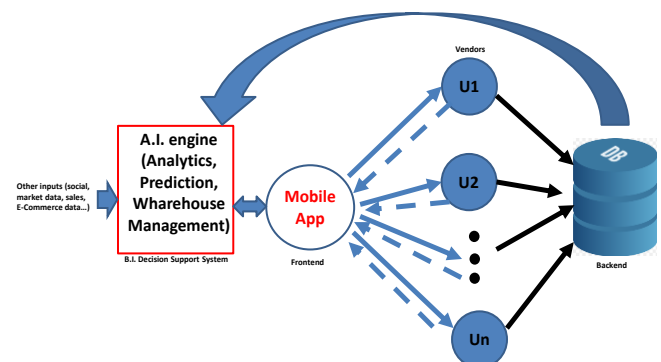 Vendors
U1
DB
A.I. engine
(Analytics,
Prediction,
Wharehouse
Management)
Other inputs (social,
market data, sales,
E-Commerce data...)
Mobile
App
U2
B.I. Decision Support System
Frontend
Backend
Un